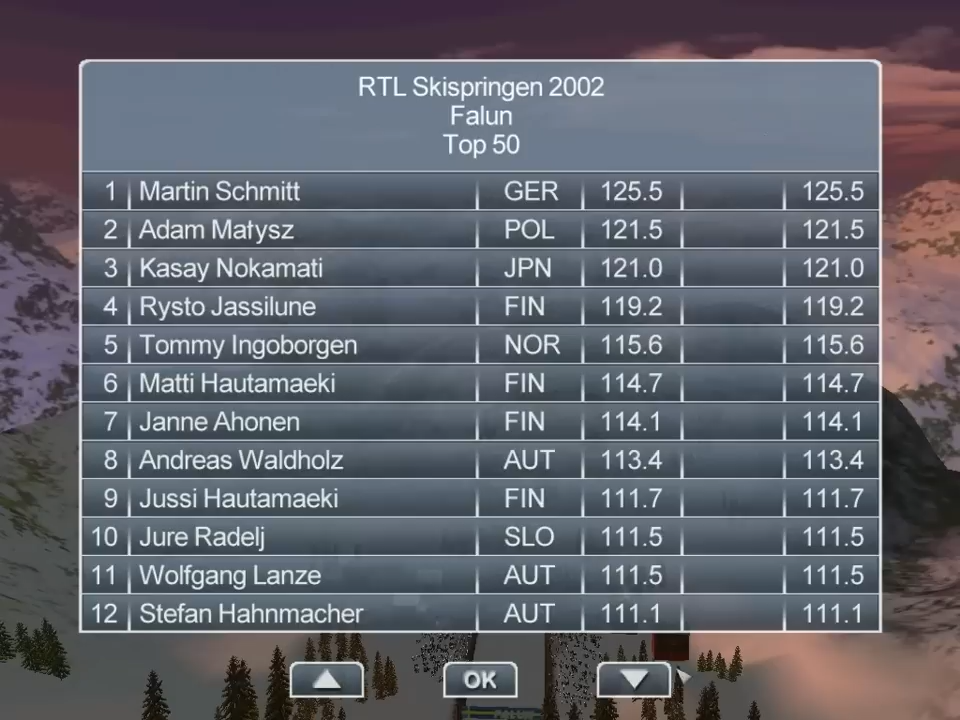 RTL Skispringen 2002
Falun
Top 50
1 Martin Schmitt GER 125.5 125.5
2 Adam Małysz POL 121.5 121.5
3 Kasay Nokamati JPN 121.0 121.0
4 Rysto Jassilune FIN 119.2 119.2
5 Tommy Ingoborgen NOR 115.6 115.6
6 Matti Hautamaeki FIN 114.7 114.7
7 Janne Ahonen FIN 114.1 114.1
8 Andreas Waldholz AUT 113.4 113.4
9 Jussi Hautamaeki FIN 111.7 111.7
10 Jure Radelj SLO 111.5 111.5
11 Wolfgang Lanze AUT 111.5 111.5
12 Stefan Hahnmacher AUT 111.1 111.1
OK